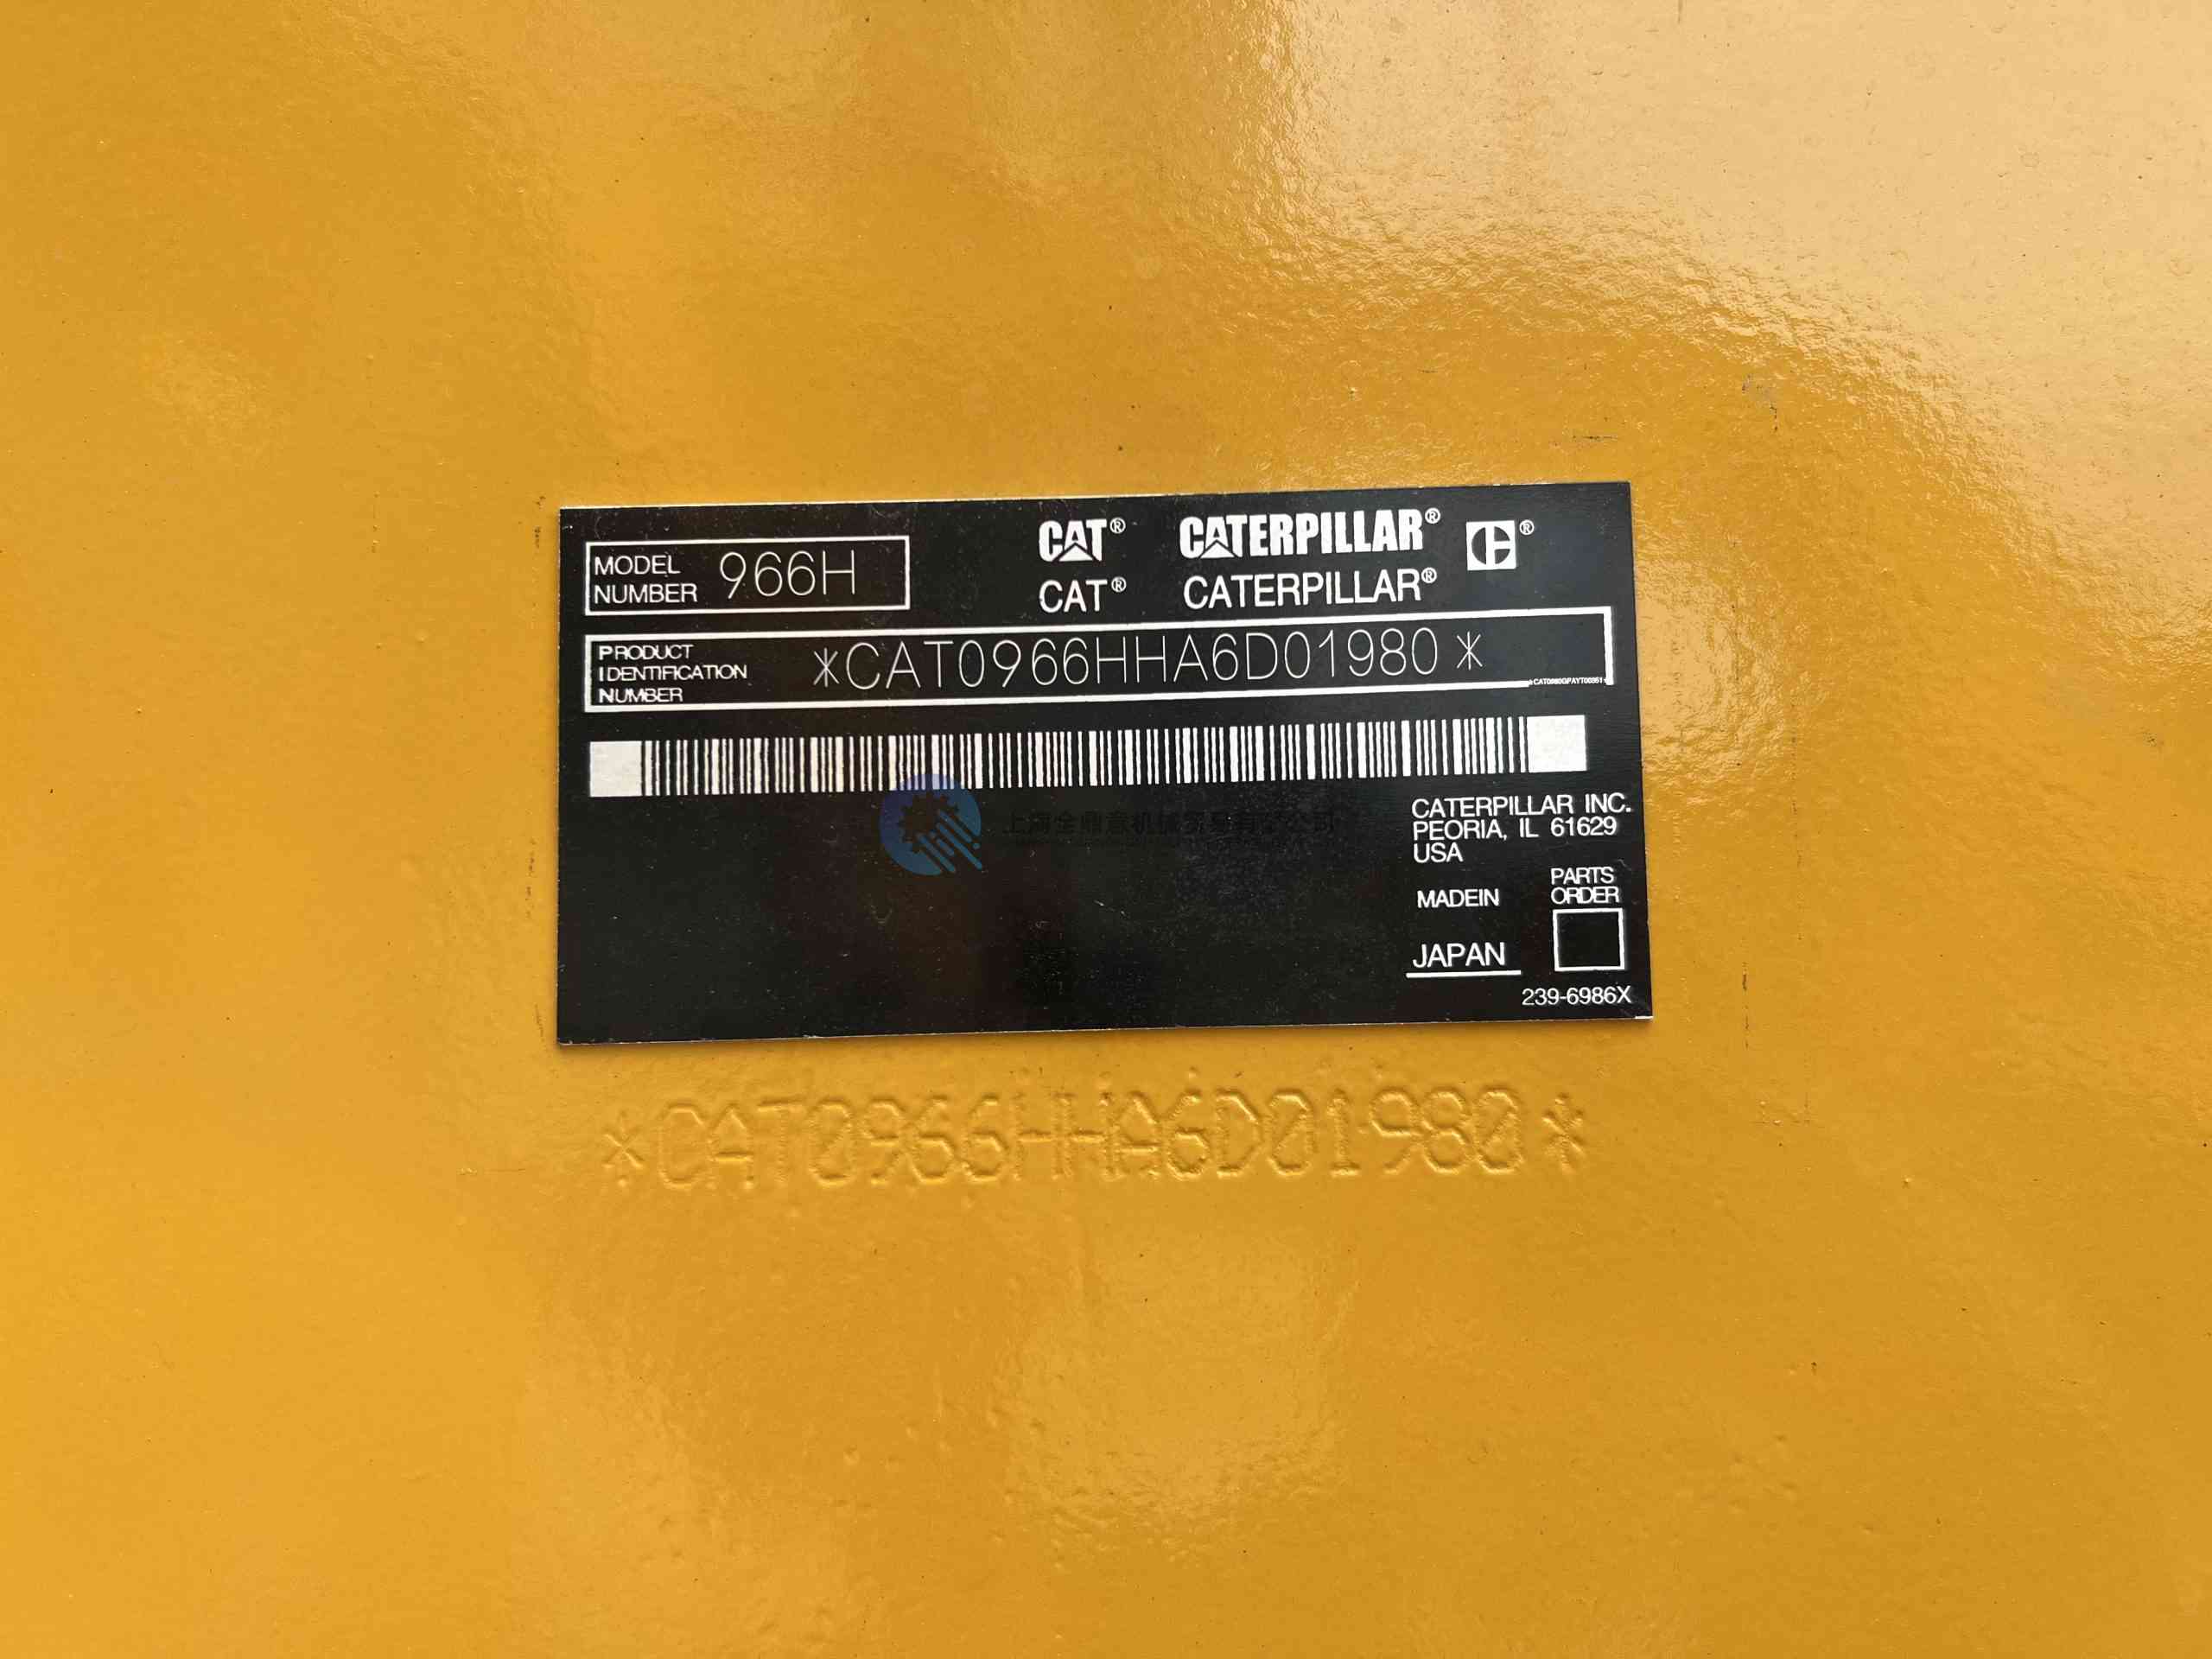 MODEL NUMBER 966H
CAT® CATERPILLAR® CE®
CAT® CATERPILLAR®
PRODUCT IDENTIFICATION NUMBER *CAT0966HHA6D01980*
CATERPILLAR INC.
PEORIA, IL 61629
USA
MADEIN
JAPAN
PARTS
ORDER
239-6986X
*CAT0966HHA6D01980*